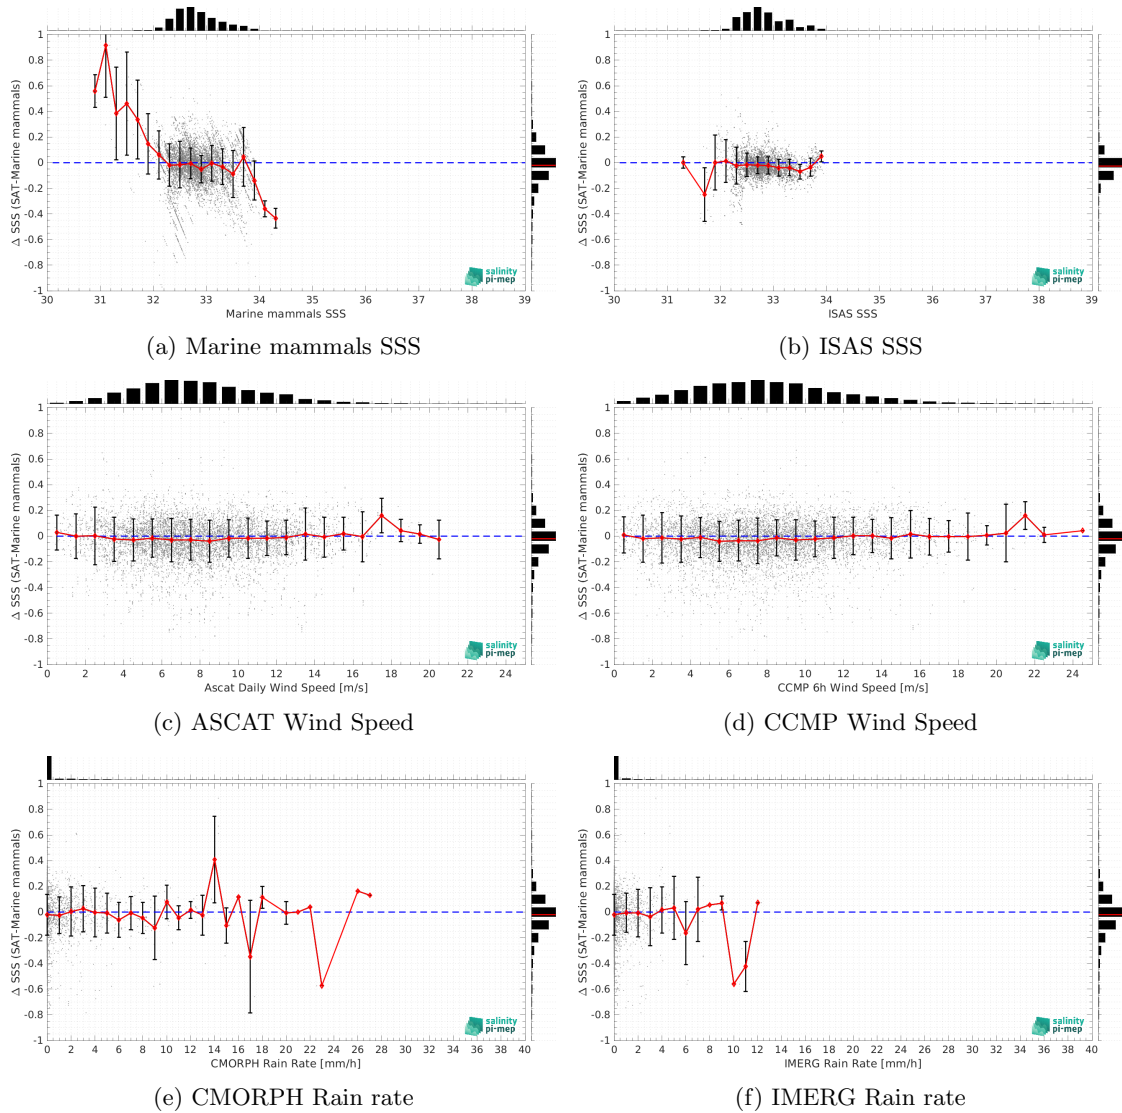 1
0.8
0.6
0.4
0.2
0
-0.2
-0.4
-0.6
-0.8
-1
Δ SSS (SAT-Marine mammals)
30 31 32 33 34 35 36 37 38 39
Marine mammals SSS
salinity
pi-mep
(a) Marine mammals SSS
1
0.8
0.6
0.4
0.2
0
-0.2
-0.4
-0.6
-0.8
-1
Δ SSS (SAT-Marine mammals)
30 31 32 33 34 35 36 37 38 39
ISAS SSS
salinity
pi-mep
(b) ISAS SSS
1
0.8
0.6
0.4
0.2
0
-0.2
-0.4
-0.6
-0.8
-1
Δ SSS (SAT-Marine mammals)
0 2 4 6 8 10 12 14 16 18 20 22 24
Ascat Daily Wind Speed [m/s]
salinity
pi-mep
(c) ASCAT Wind Speed
1
0.8
0.6
0.4
0.2
0
-0.2
-0.4
-0.6
-0.8
-1
Δ SSS (SAT-Marine mammals)
0 2 4 6 8 10 12 14 16 18 20 22 24
CCMP 6h Wind Speed [m/s]
salinity
pi-mep
(d) CCMP Wind Speed
1
0.8
0.6
0.4
0.2
0
-0.2
-0.4
-0.6
-0.8
-1
Δ SSS (SAT-Marine mammals)
0 2 4 6 8 10 12 14 16 18 20 22 24 26 28 30 32 34 36 38 40
CMORPH Rain Rate [mm/h]
salinity
pi-mep
(e) CMORPH Rain rate
1
0.8
0.6
0.4
0.2
0
-0.2
-0.4
-0.6
-0.8
-1
Δ SSS (SAT-Marine mammals)
0 2 4 6 8 10 12 14 16 18 20 22 24 26 28 30 32 34 36 38 40
IMERG Rain Rate [mm/h]
salinity
pi-mep
(f) IMERG Rain rate